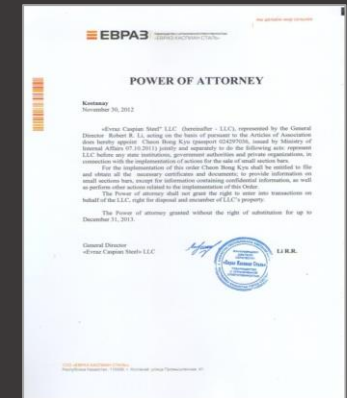 ЕВРАЗ
POWER OF ATTORNEY
Kostanay
November 30, 2012
«Evraz Caspian Steel" LLC (hereinafter - LLC), represented by the General
Director Robert R. Li, acting on the basis of pursuant to the Articles of Association
does hereby appoint Cheon Bong Kyu (passport 024297036, issued by Ministry of
Internal Affairs 07.10.2011) jointly and separately to do the following acts: represent
LLC before any state institutions, government authorities and private organizations, in
connection with the implementation of actions for the sale of small section bars.
For the implementation of this order Cheon Bong Kyu shall be entitled to file
and obtain all the necessary certificates and documents; to provide information on
small sections bars, except for information containing confidential information, as well
as perform other actions related to the implementation of this Order.
The Power of attorney shall not grant the right to enter into transactions on
behalf of the LLC, right for disposal and encumber of LLC's property.
The Power of attorney granted without the right of substitution for up to
December 31, 2013.
General Director
«Evraz Caspian Steel» LLC
Li R.R.